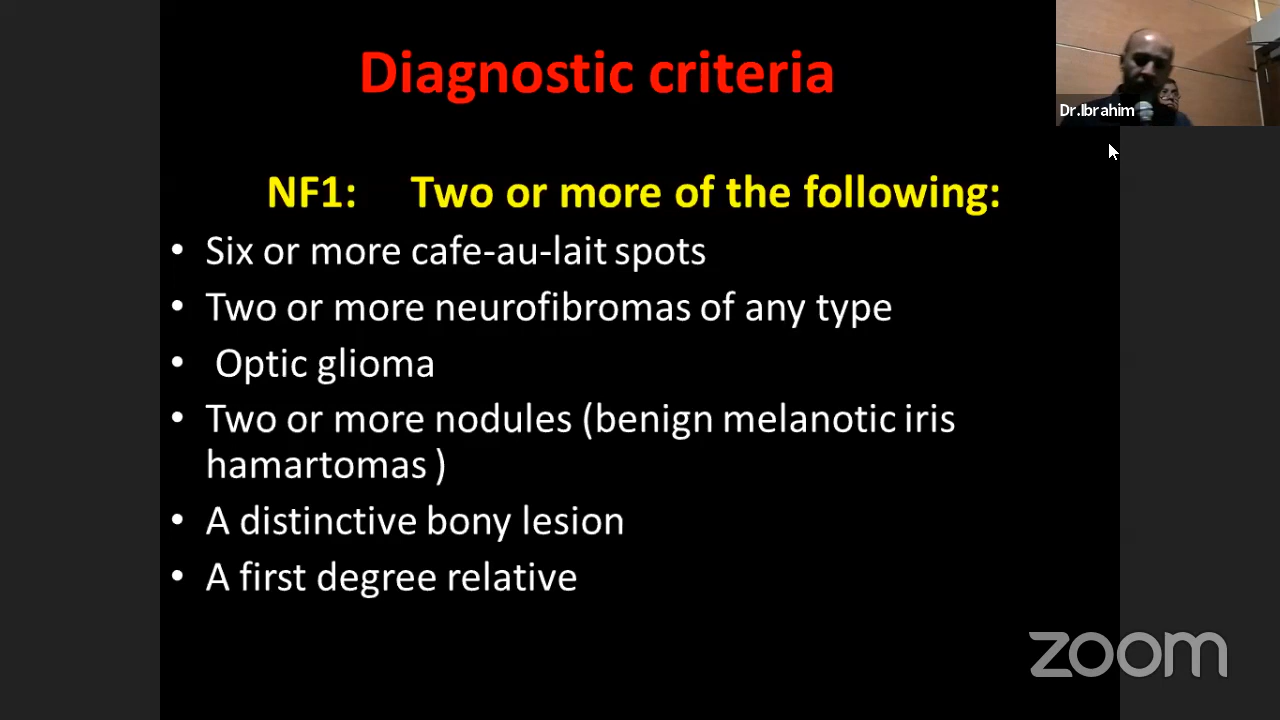 Diagnostic criteria
Dr.Ibrahim
NF1: Two or more of the following:
• Six or more cafe-au-lait spots
• Two or more neurofibromas of any type
• Optic glioma
• Two or more nodules (benign melanotic iris
hamartomas )
• A distinctive bony lesion
• A first degree relative
zoom